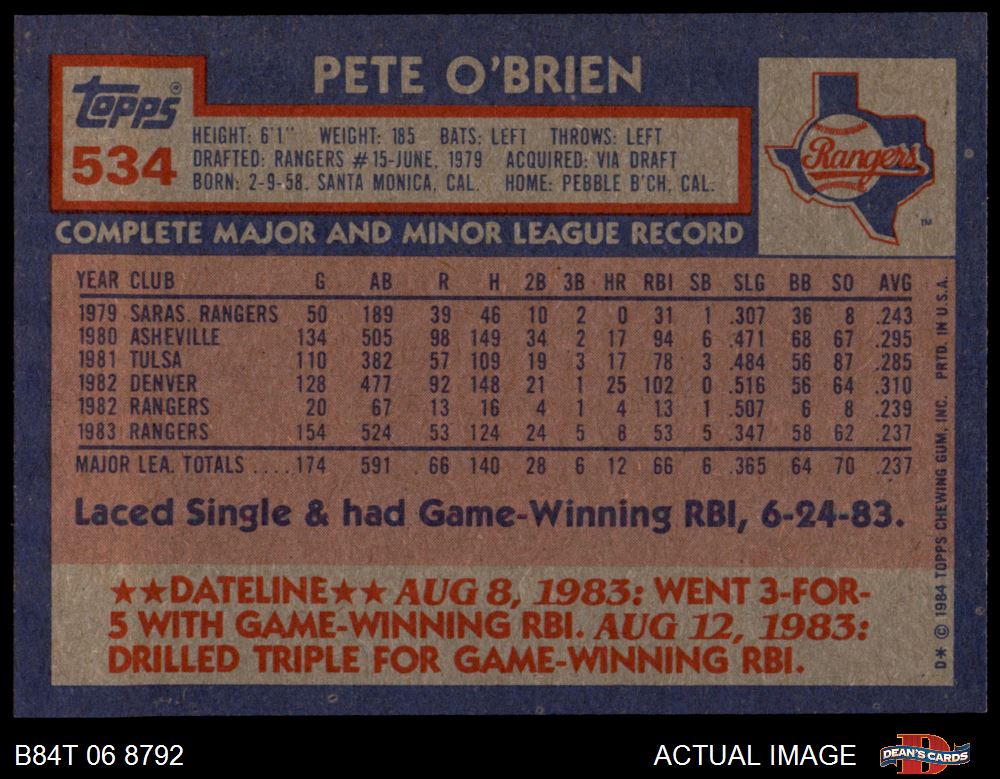 PETE O'BRIEN
Topps®
534
HEIGHT: 6'1" WEIGHT: 185 BATS: LEFT THROWS: LEFT
DRAFTED: RANGERS #15-JUNE, 1979 ACQUIRED: VIA DRAFT
BORN: 2-9-58, SANTA MONICA, CAL. HOME: PEBBLE B'CH, CAL.
Rangers
TM
COMPLETE MAJOR AND MINOR LEAGUE RECORD
YEAR CLUB G AB R H 2B 3B HR RBI SB SLG BB SO AVG
1979 SARAS. RANGERS 50 189 39 46 10 2 0 31 1 .307 36 8 .243
1980 ASHEVILLE 134 505 98 149 34 2 17 94 6 .471 68 67 .295
1981 TULSA 110 382 57 109 19 3 17 78 3 .484 56 87 .285
1982 DENVER 128 477 92 148 21 1 25 102 0 .516 56 64 .310
1982 RANGERS 20 67 13 16 4 1 4 13 1 .507 6 8 .239
1983 RANGERS 154 524 53 124 24 5 8 53 5 .347 58 62 .237
MAJOR LEA. TOTALS ....174 591 66 140 28 6 12 66 6 .365 64 70 .237
Laced Single & had Game-Winning RBI, 6-24-83.
★★DATELINE★★ AUG 8, 1983: WENT 3-FOR-
5 WITH GAME-WINNING RBI. AUG 12, 1983:
DRILLED TRIPLE FOR GAME-WINNING RBI.
D* © 1984 TOPPS CHEWING GUM, INC. PRTD. IN U.S.A.
B84T 06 8792
ACTUAL IMAGE
DEAN'S CARDS